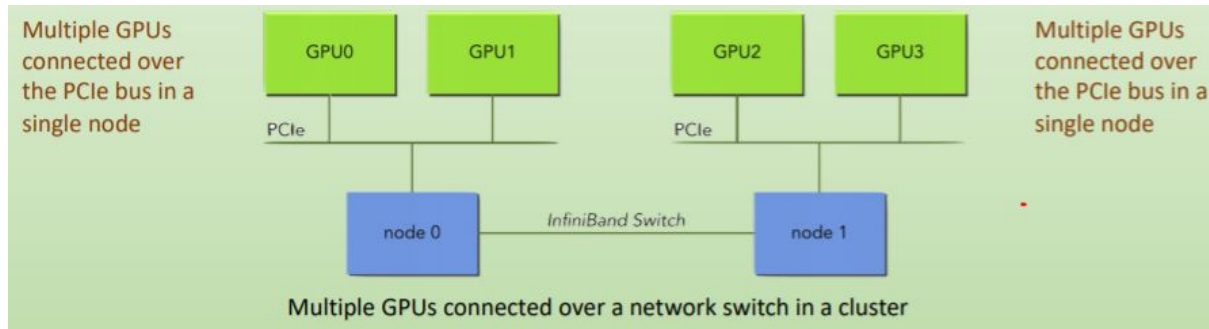 Multiple GPUs
connected over
the PCIe bus in a
single node
GPU0
GPU1
PCIe
GPU2
GPU3
PCIe
Multiple GPUs
connected over
the PCIe bus in a
single node
node 0
InfiniBand Switch
node 1
Multiple GPUs connected over a network switch in a cluster